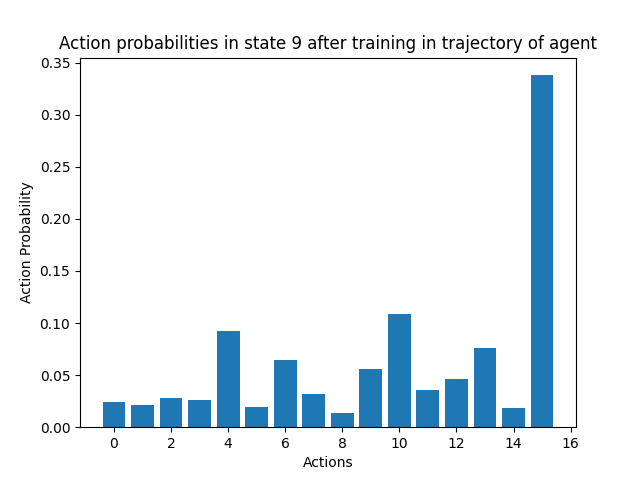 Action probabilities in state 9 after training in trajectory of agent
0.35
0.30
0.25
0.20
0.15
0.10
0.05
0.00
Action Probability
0 2 4 6 8 10 12 14 16
Actions